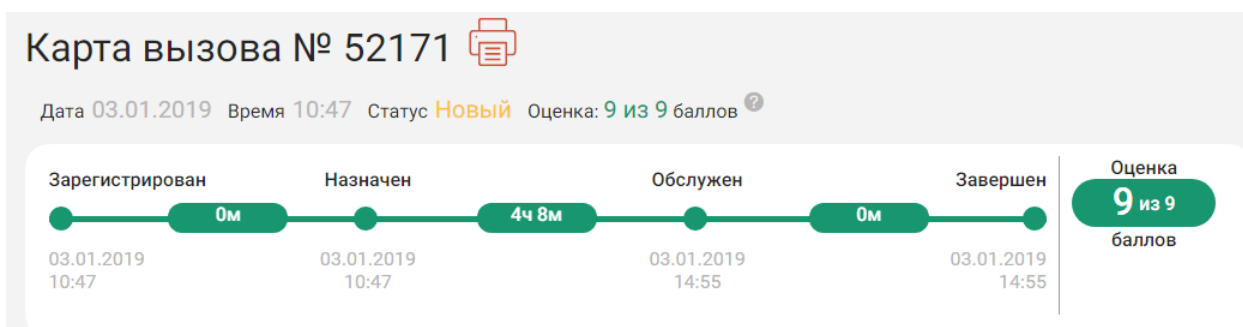 Карта вызова № 52171
Дата 03.01.2019 Время 10:47 Статус Новый Оценка: 9 из 9 баллов ?
Зарегистрирован Назначен Обслужен Завершен
0м 4ч 8м 0м
03.01.2019 03.01.2019 03.01.2019 03.01.2019
10:47 10:47 14:55 14:55
Оценка
9 из 9
баллов